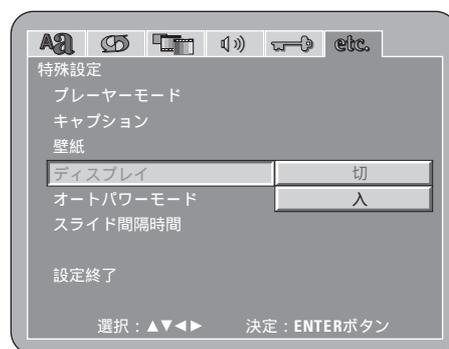 Aあ etc.
特殊設定
プレーヤーモード
キャプション
壁紙
ディスプレイ 切
オートパワーモード 入
スライド間隔時間
設定終了
選択：▲▼◀▶ 決定：ENTERボタン